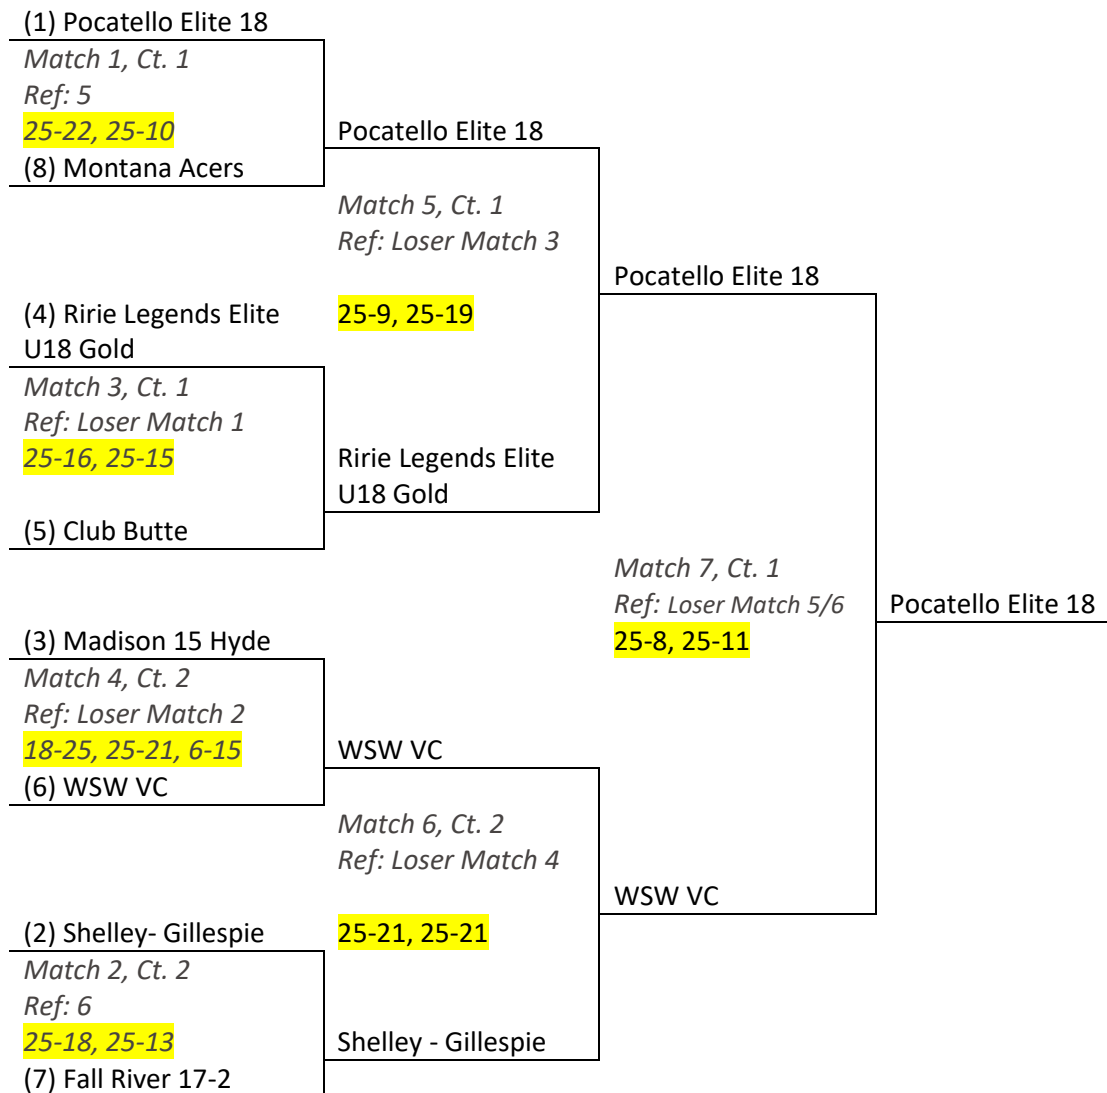 (1) Pocatello Elite 18
Match 1, Ct. 1
Ref: 5
25-22, 25-10
(8) Montana Acers
Pocatello Elite 18
Match 5, Ct. 1
Ref: Loser Match 3
25-9, 25-19
(4) Ririe Legends Elite
U18 Gold
Match 3, Ct. 1
Ref: Loser Match 1
25-16, 25-15
(5) Club Butte
Ririe Legends Elite
U18 Gold
Pocatello Elite 18
Match 7, Ct. 1
Ref: Loser Match 5/6
25-8, 25-11
Pocatello Elite 18
(3) Madison 15 Hyde
Match 4, Ct. 2
Ref: Loser Match 2
18-25, 25-21, 6-15
(6) WSW VC
WSW VC
Match 6, Ct. 2
Ref: Loser Match 4
25-21, 25-21
WSW VC
(2) Shelley- Gillespie
Match 2, Ct. 2
Ref: 6
25-18, 25-13
(7) Fall River 17-2
Shelley - Gillespie